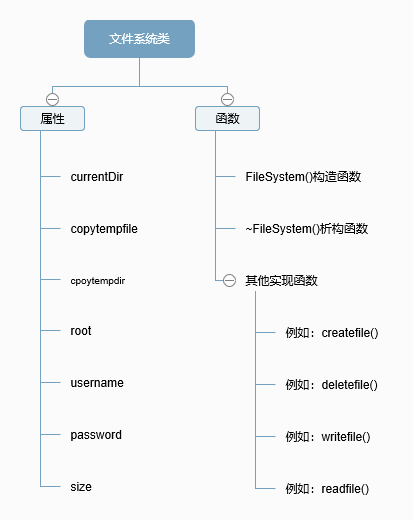 文件系统类
属性
currentDir
copytempfile
cpoytempdir
root
username
password
size
函数
FileSystem()构造函数
~FileSystem()析构函数
其他实现函数
例如：createfile()
例如：deletefile()
例如：writefile()
例如：readfile()